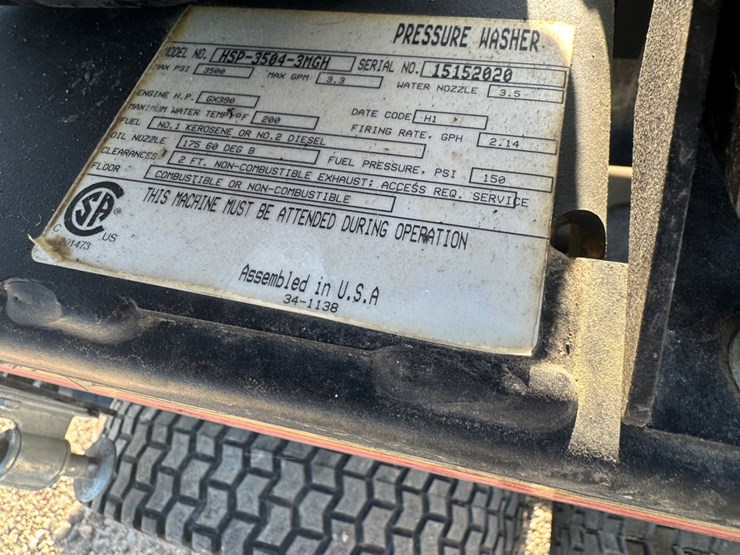 PRESSURE WASHER
MODEL NO. HSP-3504-3MGH SERIAL NO. 15152020
MAX PSI 3500 MAX GPM 3.3 WATER NOZZLE 3.5
ENGINE H.P. GX390 DATE CODE H1
MAXIMUM WATER TEMP °F 200 FIRING RATE, GPH 2.14
FUEL NO.1 KEROSENE OR NO.2 DIESEL
OIL NOZZLE 175 60 DEG B FUEL PRESSURE, PSI 150
CLEARANCES 2 FT. NON-COMBUSTIBLE EXHAUST: ACCESS REQ. SERVICE
FLOOR COMBUSTIBLE OR NON-COMBUSTIBLE
THIS MACHINE MUST BE ATTENDED DURING OPERATION
CSA ®
C US
201473
Assembled in U.S.A
34-1138